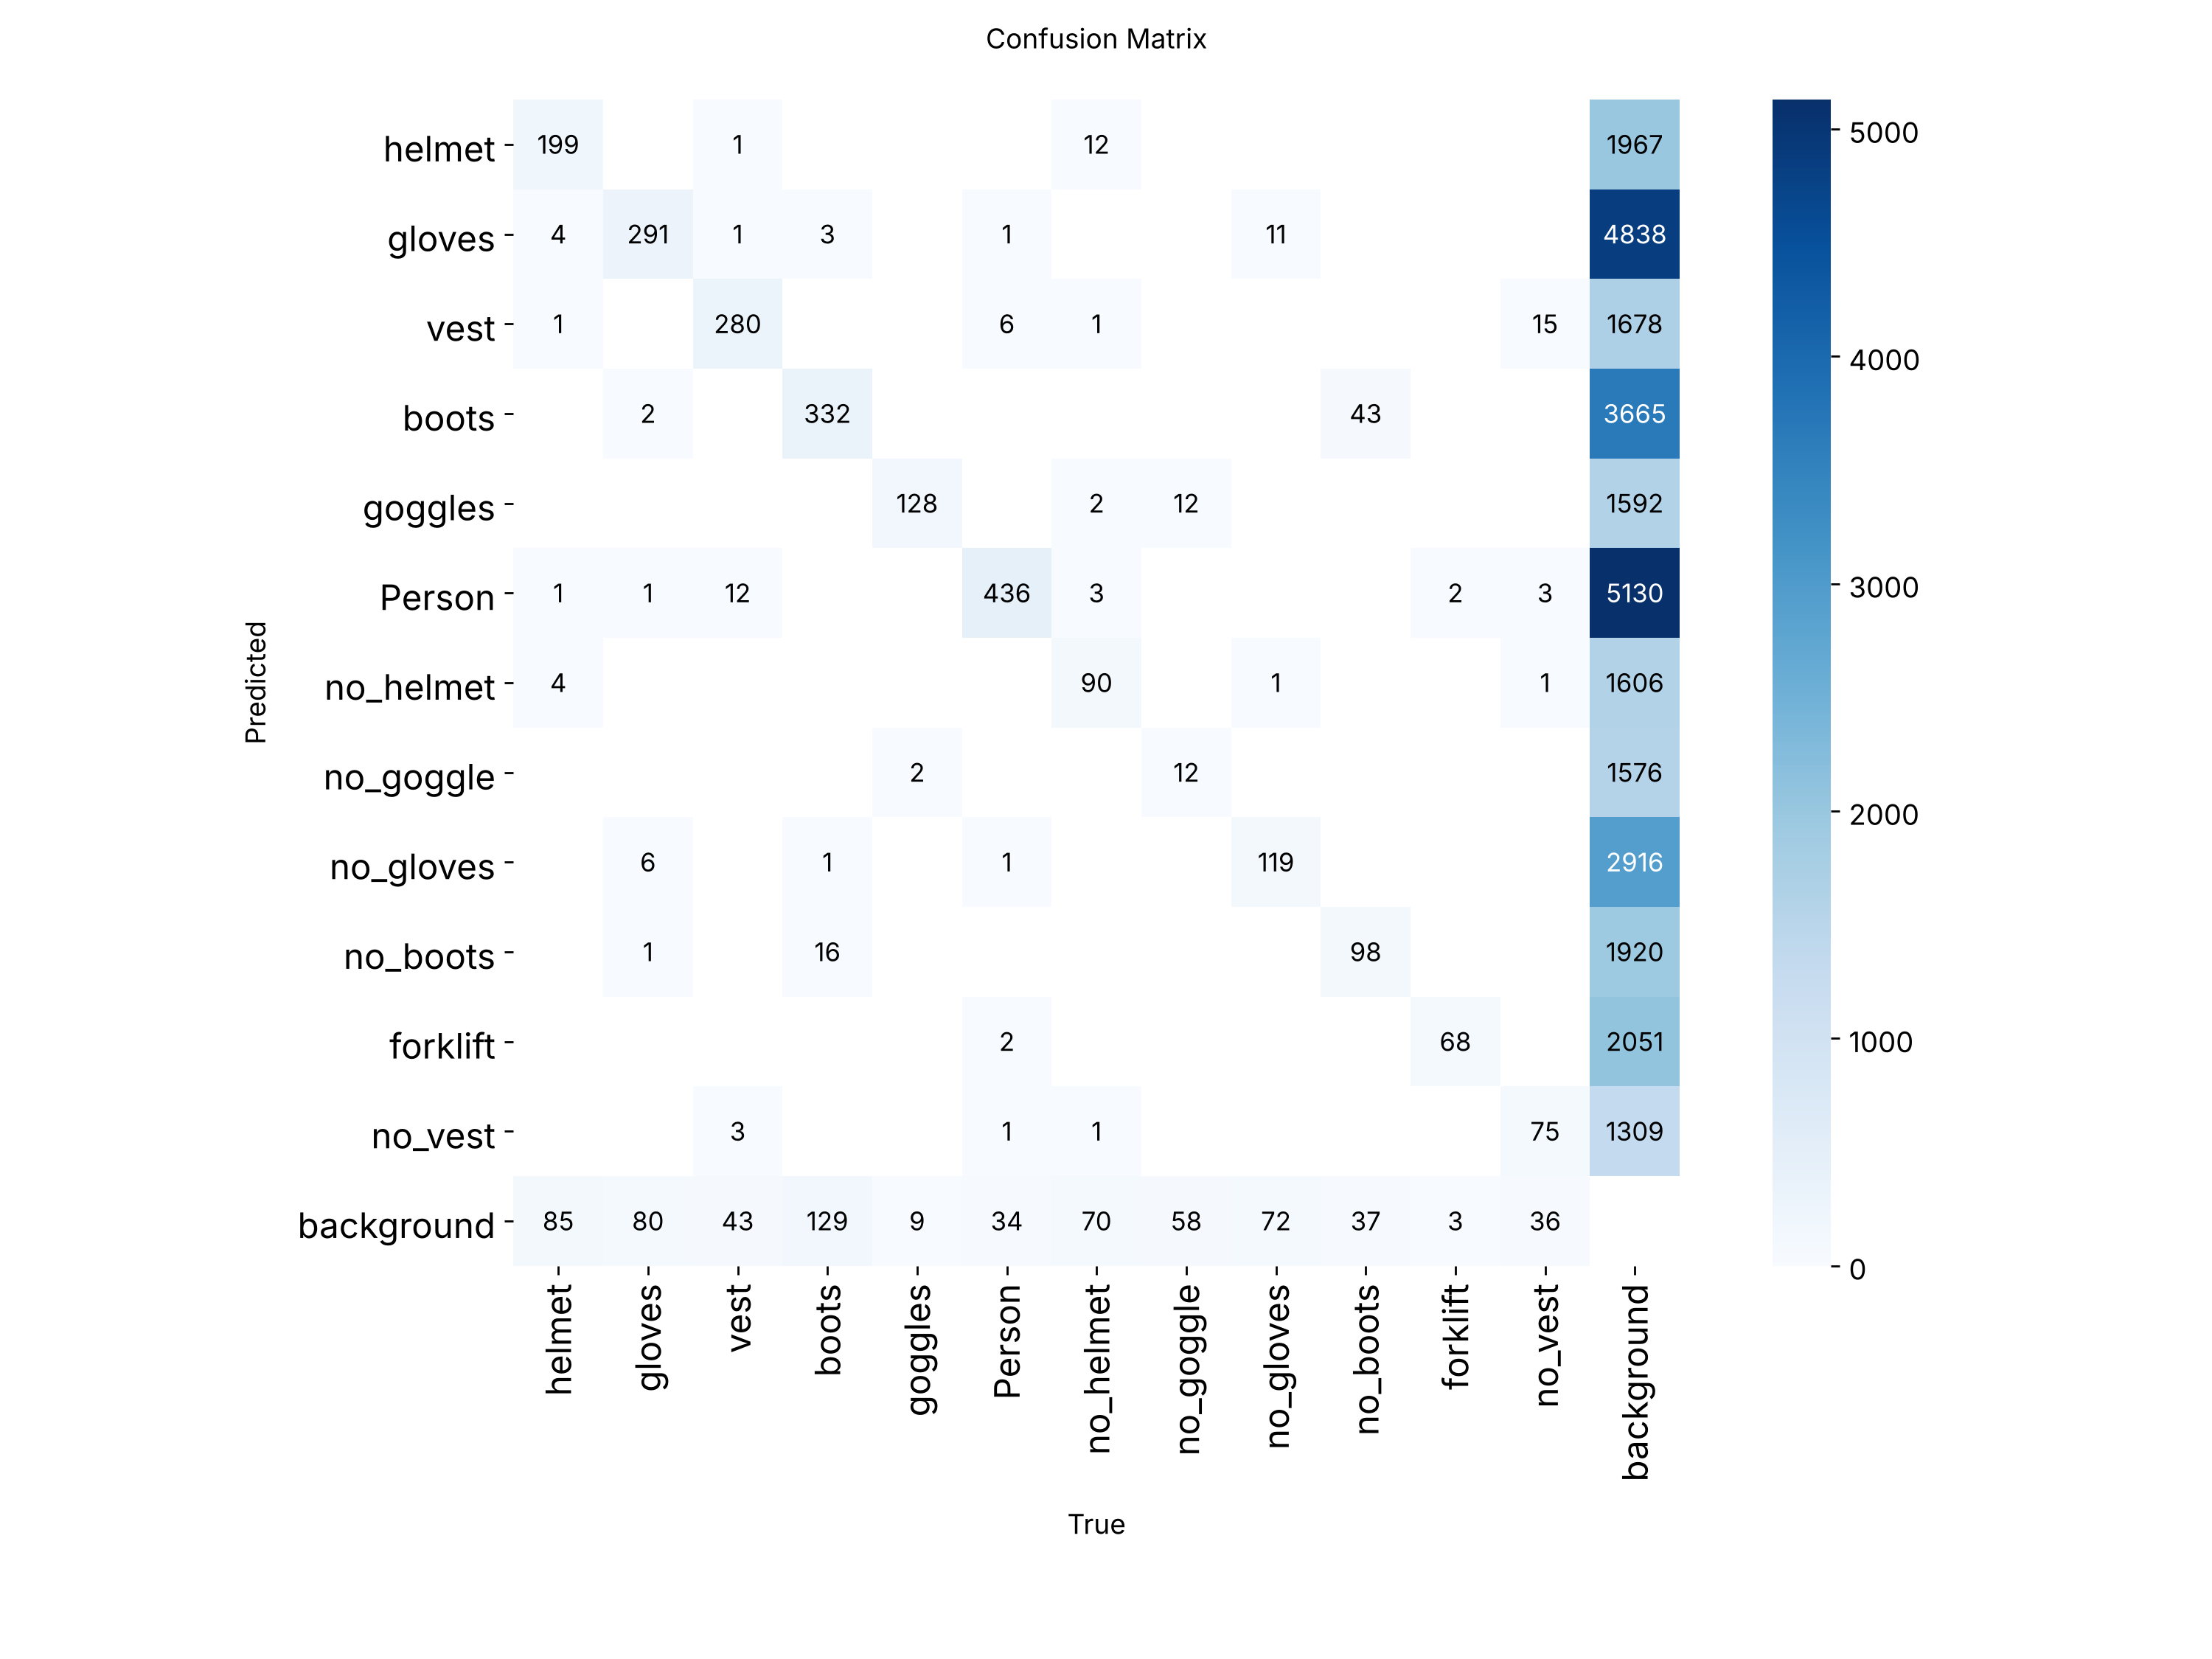 Confusion Matrix
helmet 199 1 12 1967
gloves 4 291 1 3 1 11 4838
vest 1 280 6 1 15 1678
boots 2 332 43 3665
goggles 128 2 12 1592
Person 1 1 12 436 3 2 3 5130
no_helmet 4 90 1 1 1606
no_goggle 2 12 1576
no_gloves 6 1 1 119 2916
no_boots 1 16 98 1920
forklift 2 68 2051
no_vest 3 1 1 75 1309
background 85 80 43 129 9 34 70 58 72 37 3 36
helmet gloves vest boots goggles Person no_helmet no_goggle no_gloves no_boots forklift no_vest background
Predicted
True
5000
4000
3000
2000
1000
0